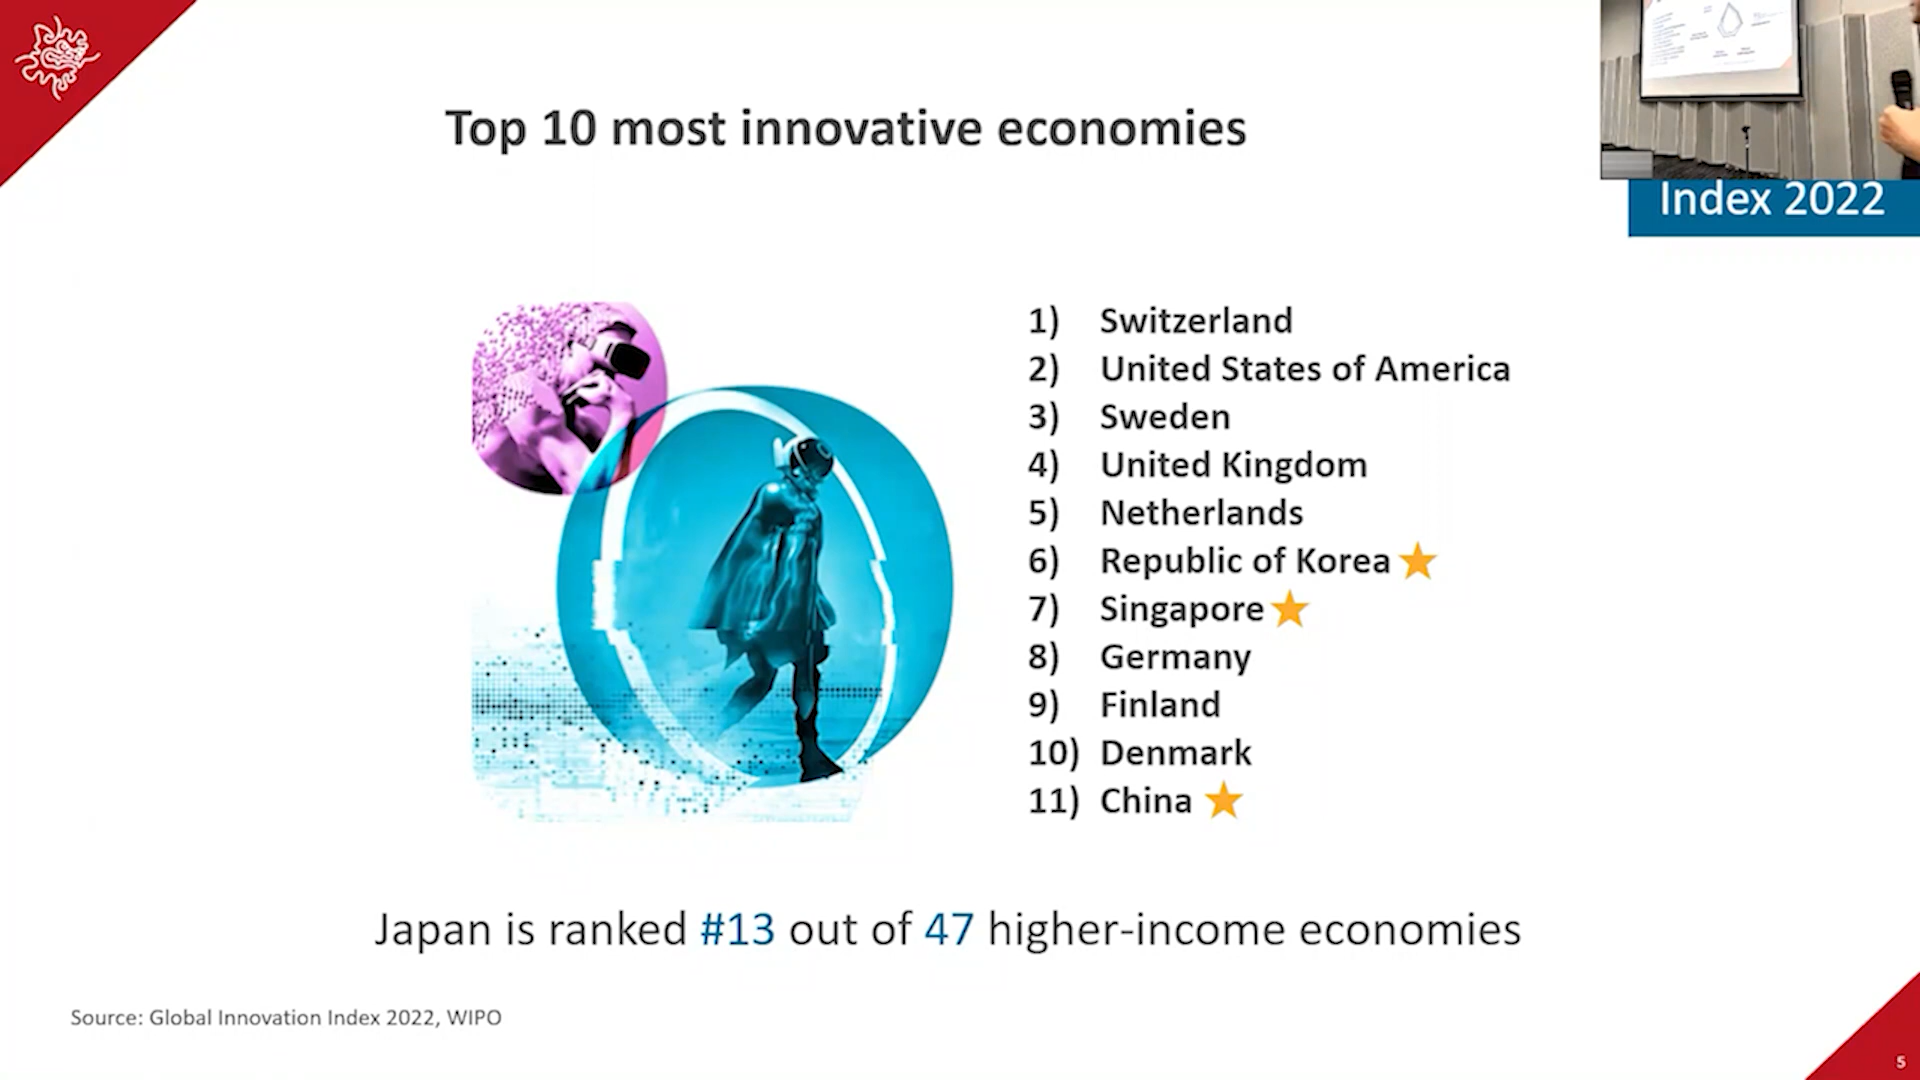 Top 10 most innovative economies
Index 2022
1) Switzerland
2) United States of America
3) Sweden
4) United Kingdom
5) Netherlands
6) Republic of Korea
7) Singapore
8) Germany
9) Finland
10) Denmark
11) China
Japan is ranked #13 out of 47 higher-income economies
Source: Global Innovation Index 2022, WIPO
5